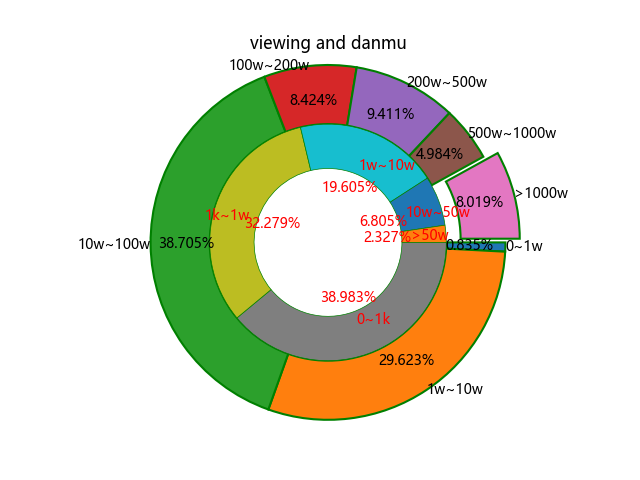 viewing and danmu
100w~200w
8.424%
200w~500w
9.411%
500w~1000w
4.984%
1w~10w
19.605%
>1000w
8.019%
10w~50w
6.805%
1k~1w
32.279%
>50w
2.327%
10w~100w
38.705%
0~1w
0.835%
38.983%
0~1k
29.623%
1w~10w